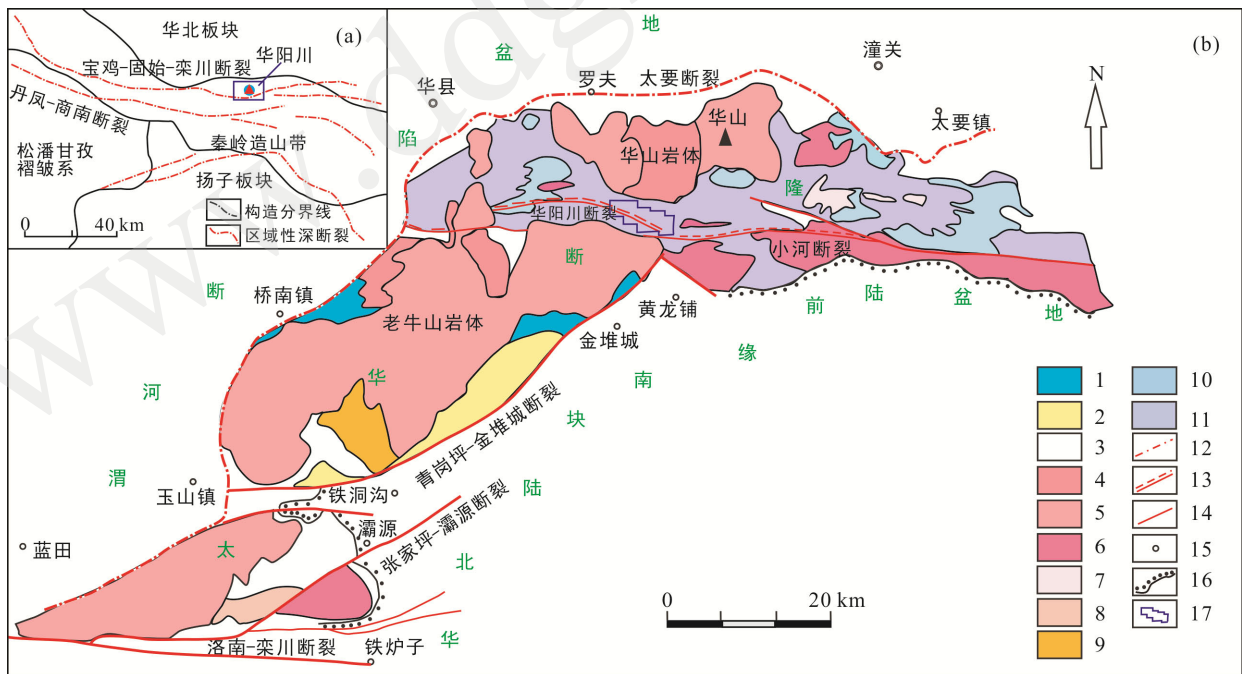 (a)
华北板块
宝鸡-固始-栾川断裂
华阳川
丹凤-商南断裂
秦岭造山带
松潘甘孜
褶皱系
扬子板块
构造分界线
区域性深断裂
0 40 km
(b)
N
盆
地
潼关
华县
罗夫
太要断裂
太要镇
陷
华山
华山岩体
隆
华阳川断裂
小河断裂
断
断
桥南镇
老牛山岩体
黄龙铺
金堆城
前
陆
盆
地
缘
南
华
块
河
青岗坪-金堆城断裂
渭
玉山镇
铁洞沟
陆
灞源
张家坪-灞源断裂
蓝田
太
北
洛南-栾川断裂
铁炉子
华
0 20 km
1
2
3
4
5
6
7
8
9
10
11
12
13
14
15
16
17